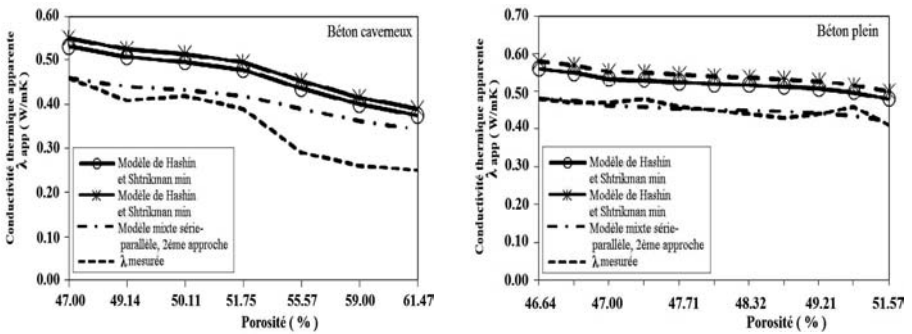 Béton caverneux
Conductivité thermique apparente
λ app ( W/mK )
0.60
0.50
0.40
0.30
0.20
0.10
0.00
Modèle de Hashin
et Shtrikman min
Modèle de Hashin
et Shtrikman min
Modèle mixte série-
parallèle, 2éme approche
λ mesurée
47.00 49.14 50.11 51.75 55.57 59.00 61.47
Porosité ( % )
Béton plein
Conductivité thermique apparente
λ app ( W/mK )
0.70
0.60
0.50
0.40
0.30
0.20
0.10
0.00
Modèle de Hashin
et Shtrikman min
Modèle de Hashin
et Shtrikman min
Modèle mixte série-
parallèle, 2éme approche
λ mesurée
46.64 47.00 47.71 48.32 49.21 51.57
Porosité ( % )